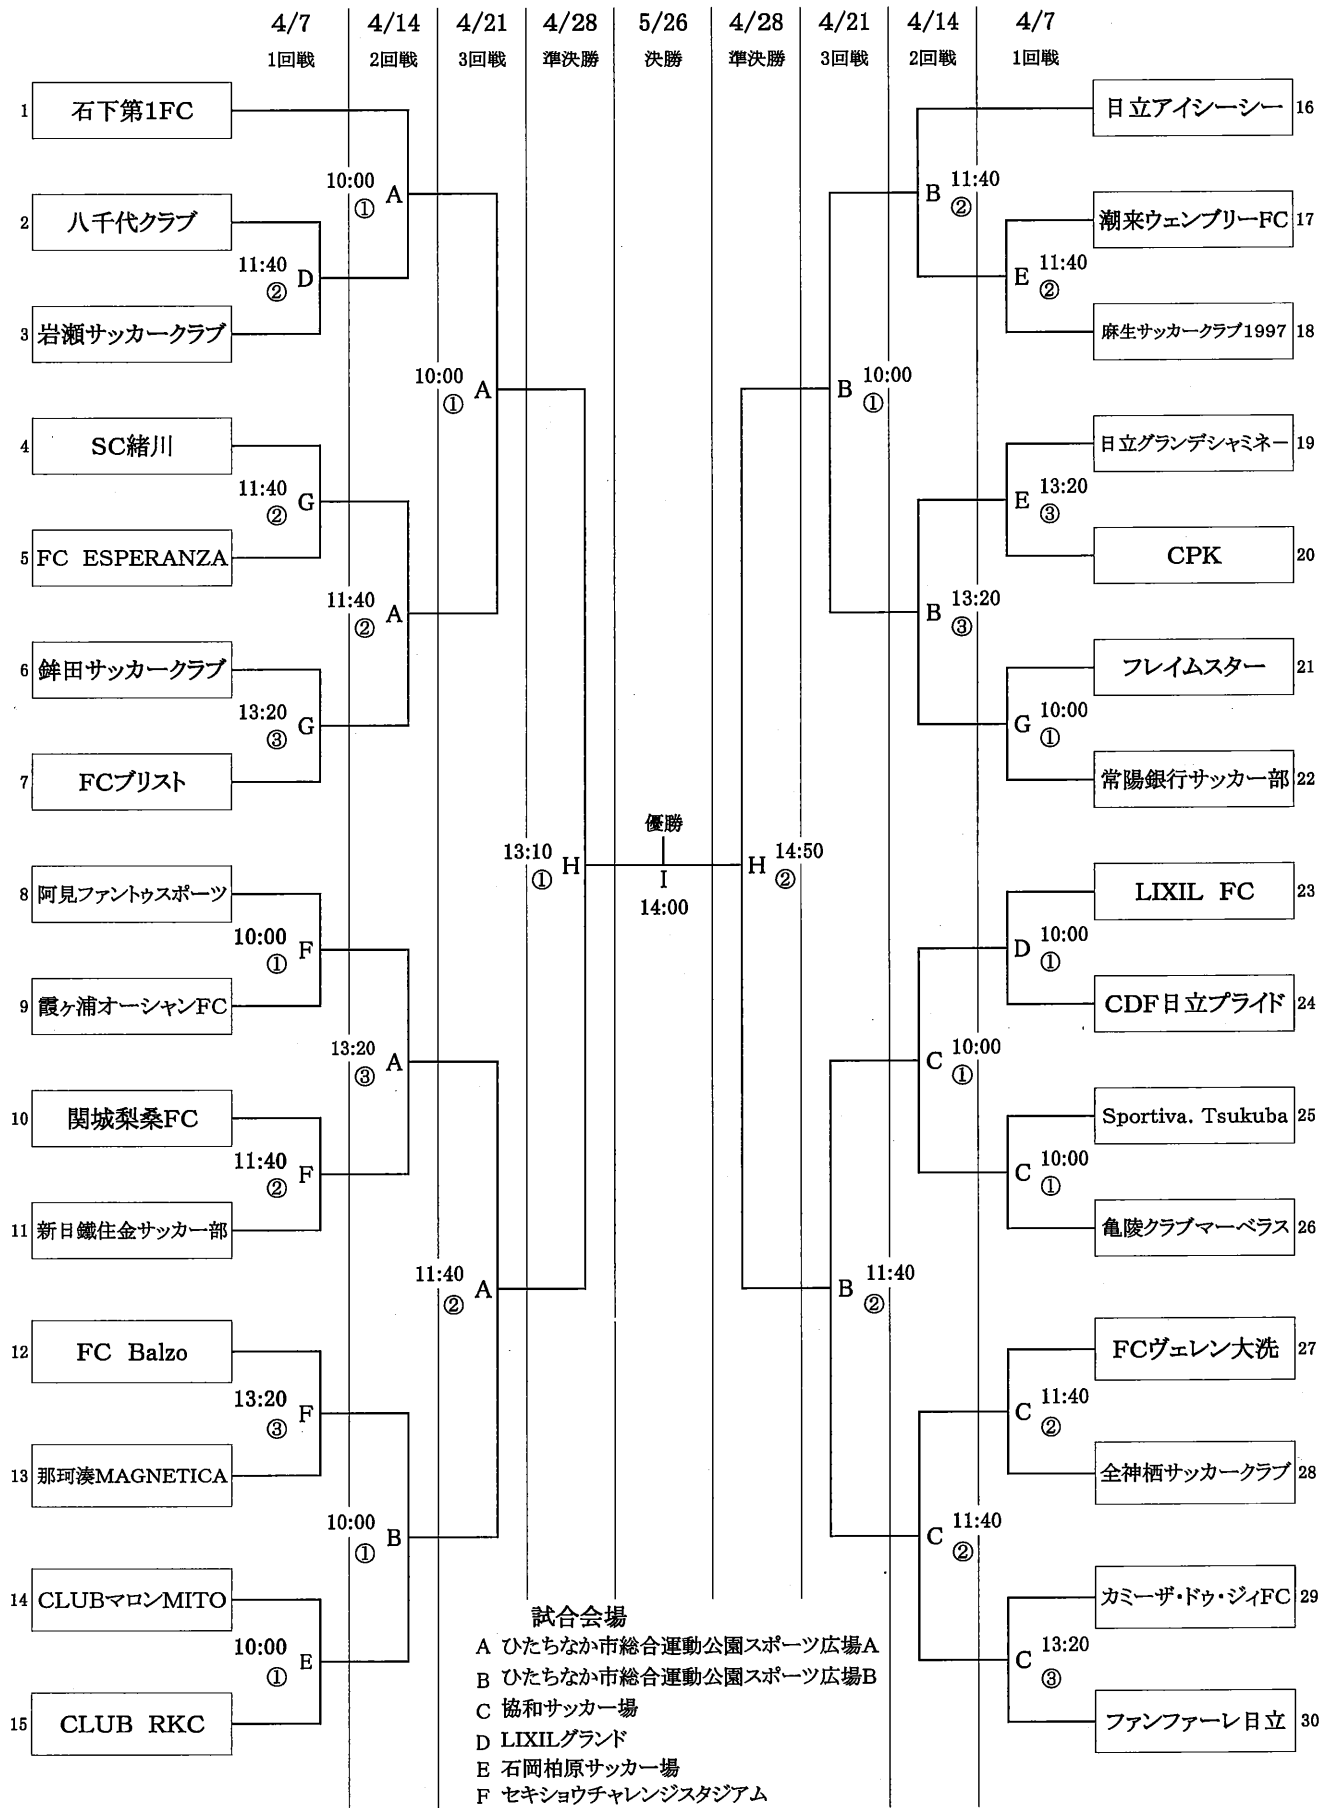 4/7 4/14 4/21 4/28 5/26 4/28 4/21 4/14 4/7
1回戦 2回戦 3回戦 準決勝 決勝 準決勝 3回戦 2回戦 1回戦
1 石下第1FC
10:00 A ①
2 八千代クラブ
11:40 D ②
3 岩瀬サッカークラブ
10:00 A ①
4 SC緒川
11:40 G ②
5 FC ESPERANZA
11:40 A ②
6 鉾田サッカークラブ
13:20 G ③
7 FCブリスト
13:10 H ①
8 阿見ファントゥスポーツ
10:00 F ①
9 霞ヶ浦オーシャンFC
13:20 A ③
10 関城梨桑FC
11:40 F ②
11 新日鐵住金サッカー部
11:40 A ②
12 FC Balzo
13:20 F ③
13 那珂湊MAGNETICA
10:00 B ①
14 CLUBマロンMITO
10:00 E ①
15 CLUB RKC
優勝
I
14:00
日立アイシーシー 16
B 11:40 ②
潮来ウェンブリーFC 17
E 11:40 ②
麻生サッカークラブ1997 18
B 10:00 ①
日立グランデシャミネー 19
E 13:20 ③
CPK 20
B 13:20 ③
フレイムスター 21
G 10:00 ①
常陽銀行サッカー部 22
H 14:50 ②
LIXIL FC 23
D 10:00 ①
CDF日立プライド 24
C 10:00 ①
Sportiva. Tsukuba 25
C 10:00 ①
亀陵クラブマーベラス 26
B 11:40 ②
FCヴェレン大洗 27
C 11:40 ②
全神栖サッカークラブ 28
C 11:40 ②
カミーザ・ドゥ・ジィFC 29
C 13:20 ③
ファンファーレ日立 30
試合会場
A ひたちなか市総合運動公園スポーツ広場A
B ひたちなか市総合運動公園スポーツ広場B
C 協和サッカー場
D LIXILグランド
E 石岡柏原サッカー場
F セキショウチャレンジスタジアム